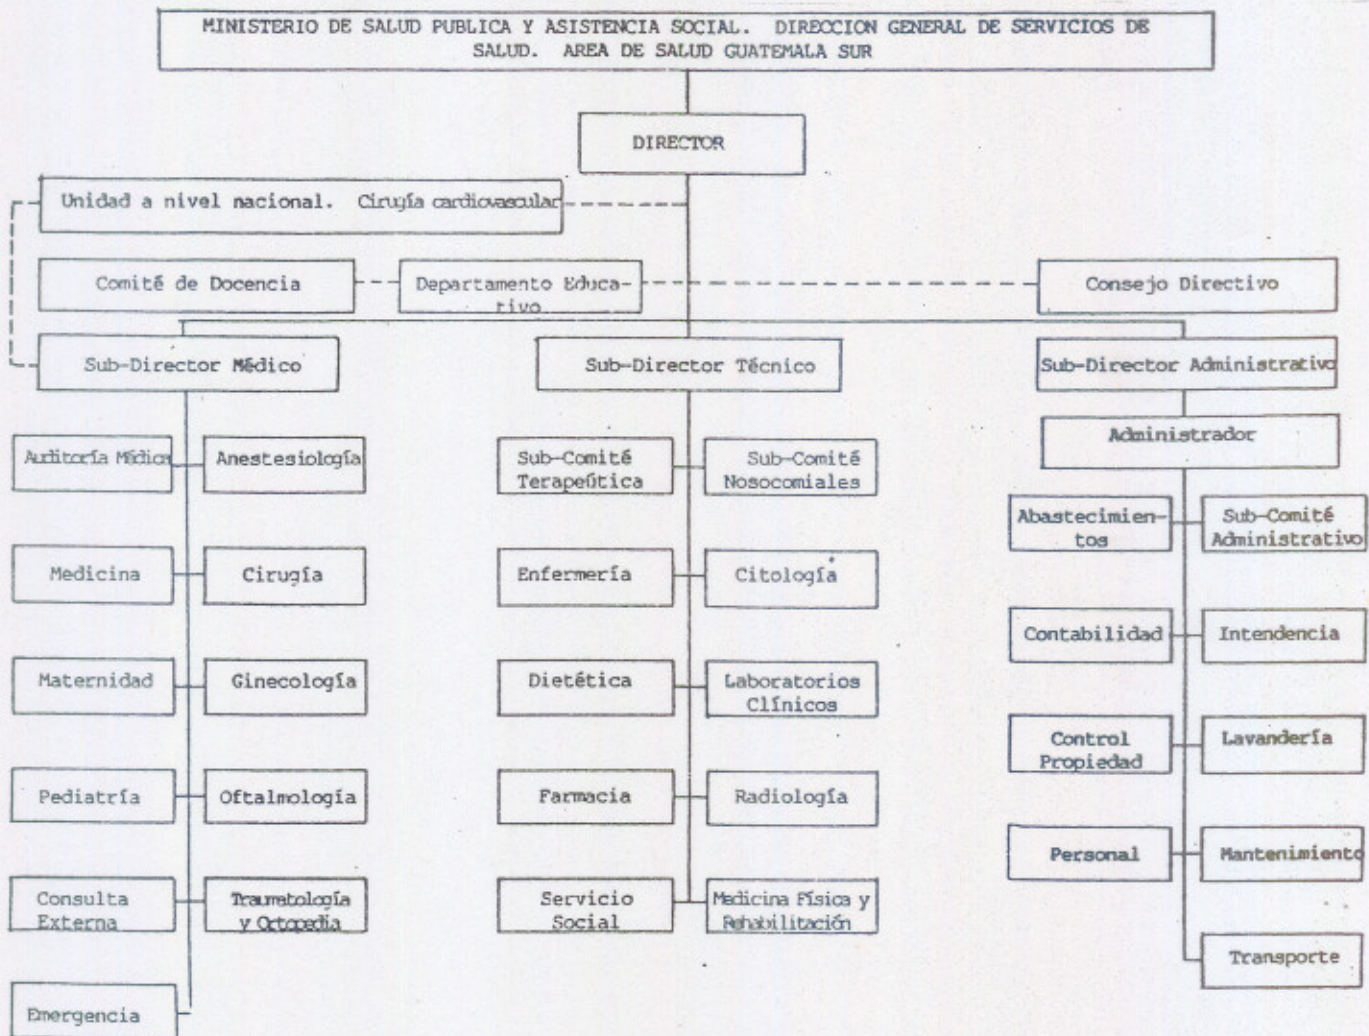 MINISTERIO DE SALUD PUBLICA Y ASISTENCIA SOCIAL. DIRECCION GENERAL DE SERVICIOS DE
SALUD. AREA DE SALUD GUATEMALA SUR
DIRECTOR
Unidad a nivel nacional. Cirugía cardiovascular
Comité de Docencia
Departamento Educa-
tivo
Consejo Directivo
Sub-Director Médico
Sub-Director Técnico
Sub-Director Administrativo
Administrador
Auditoría Médica
Anestesiología
Medicina
Cirugía
Maternidad
Ginecología
Pediatría
Oftalmología
Consulta
Externa
Traumatología
y Ortopedia
Emergencia
Sub-Comité
Terapeútica
Sub-Comité
Nosocomiales
Enfermería
Citología
Dietética
Laboratorios
Clínicos
Farmacia
Radiología
Servicio
Social
Medicina Física y
Rehabilitación
Abastecimien-
tos
Sub-Comité
Administrativo
Contabilidad
Intendencia
Control
Propiedad
Lavandería
Personal
Mantenimiento
Transporte